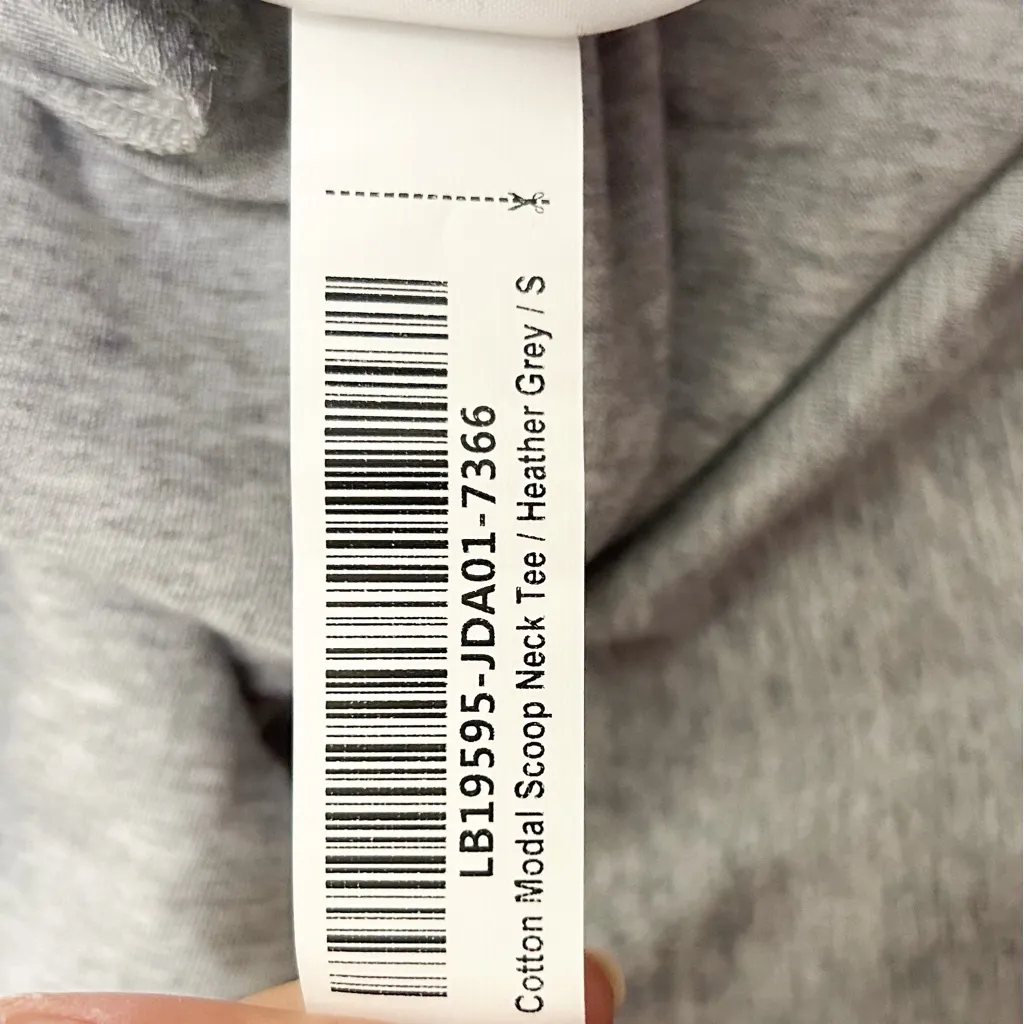 LB19595-JDA01-7366
Cotton Modal Scoop Neck Tee / Heather Grey / S